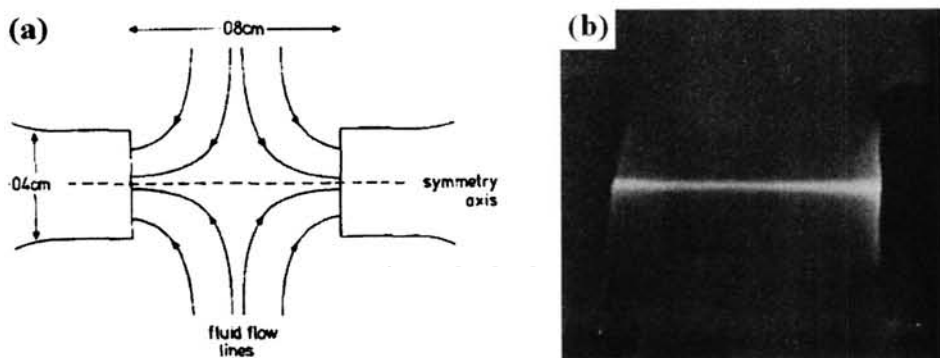 (a)
.08cm
.04cm
symmetry
axis
fluid flow
lines
(b)